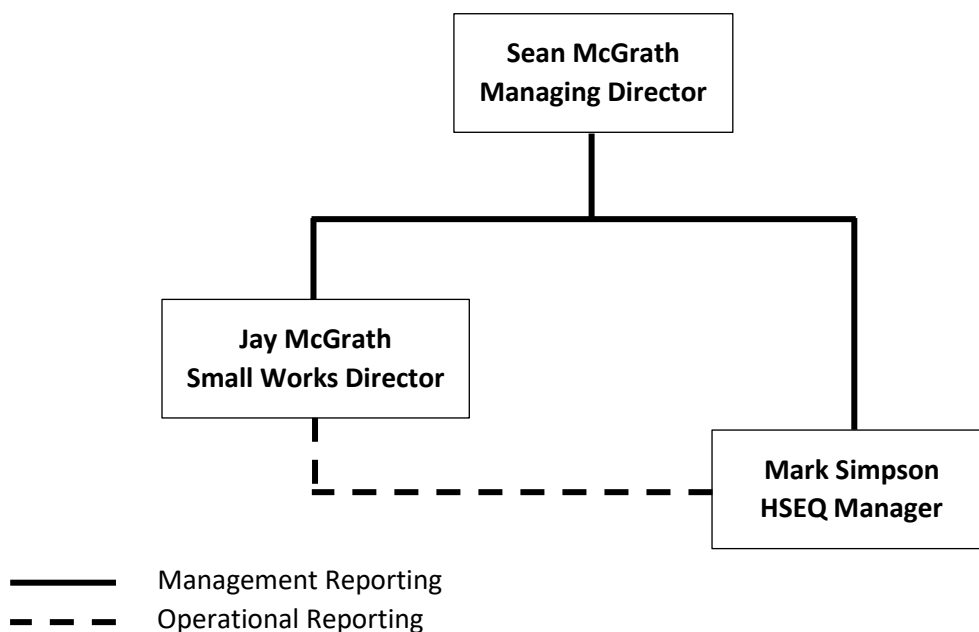 Sean McGrath
Managing Director
Jay McGrath
Small Works Director
Mark Simpson
HSEQ Manager
Management Reporting
Operational Reporting